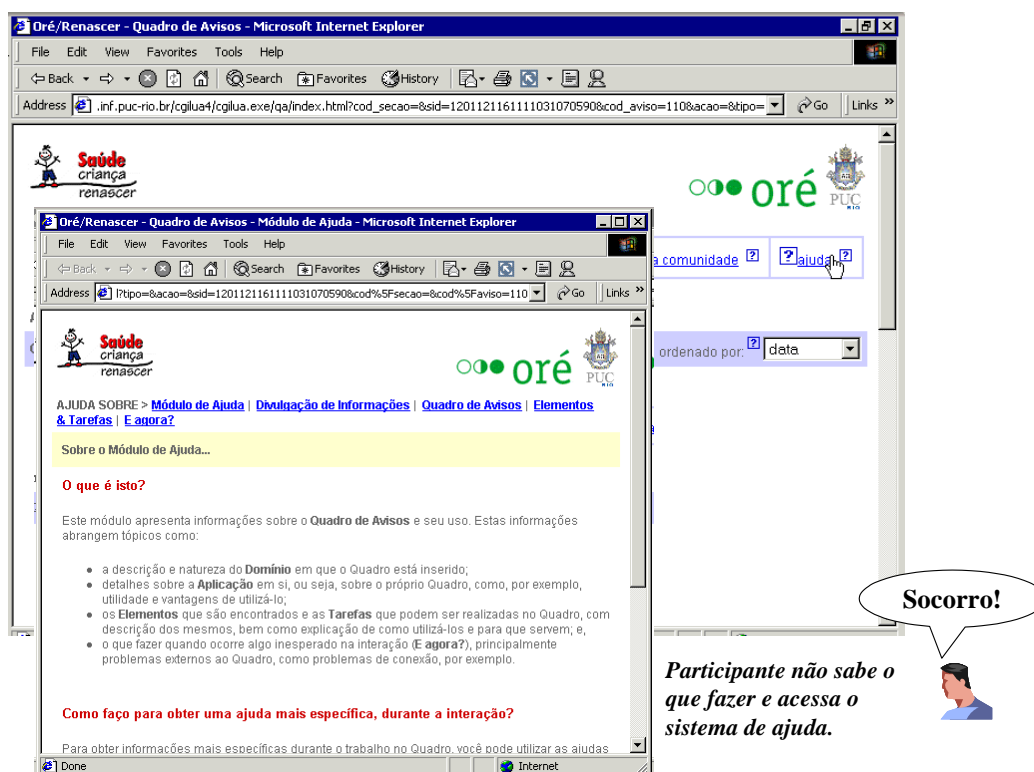 Oré/Renascer - Quadro de Avisos - Microsoft Internet Explorer
File Edit View Favorites Tools Help
Back Search Favorites History
Address .inf.puc-rio.br/cgilua4/cgilua.exe/qa/index.html?cod_secao=&sid=12011211611110310705908&cod_aviso=110&acao=&tipo= Go Links »
Saúde
criança
renascer
oré
PUC
RIO
a comunidade ? ? ajuda ?
ordenado por: ? data
Oré/Renascer - Quadro de Avisos - Módulo de Ajuda - Microsoft Internet Explorer
File Edit View Favorites Tools Help
Back Search Favorites History
Address l?tipo=&acao=&sid=12011211611110310705908&cod%5Fsecao=&cod%5Faviso=110 Go Links »
Saúde
criança
renascer
oré
PUC
RIO
AJUDA SOBRE > Módulo de Ajuda | Divulgação de Informações | Quadro de Avisos | Elementos
& Tarefas | E agora?
Sobre o Módulo de Ajuda...
O que é isto?
Este módulo apresenta informações sobre o Quadro de Avisos e seu uso. Estas informações
abrangem tópicos como:
• a descrição e natureza do Domínio em que o Quadro está inserido;
• detalhes sobre a Aplicação em si, ou seja, sobre o próprio Quadro, como, por exemplo,
utilidade e vantagens de utilizá-lo;
• os Elementos que são encontrados e as Tarefas que podem ser realizadas no Quadro, com
descrição dos mesmos, bem como explicação de como utilizá-los e para que servem; e,
• o que fazer quando ocorre algo inesperado na interação (E agora?), principalmente
problemas externos ao Quadro, como problemas de conexão, por exemplo.
Como faço para obter uma ajuda mais específica, durante a interação?
Para obter informações mais específicas durante o trabalho no Quadro, você pode utilizar as ajudas
Done Internet
Socorro!
Participante não sabe o
que fazer e acessa o
sistema de ajuda.